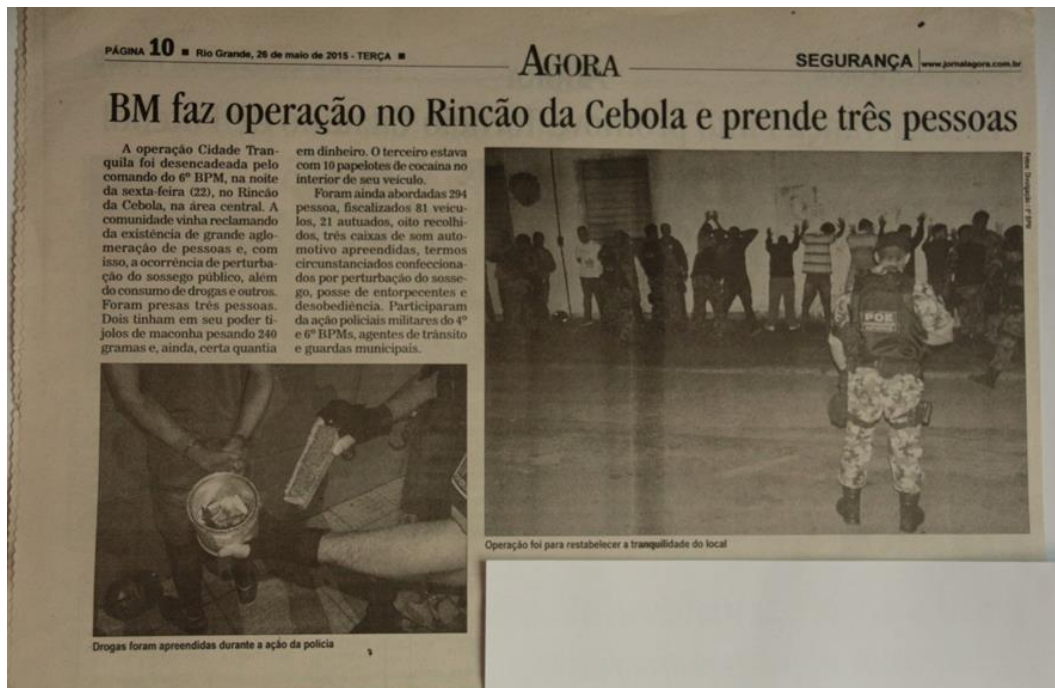 PÁGINA 10 ■ Rio Grande, 26 de maio de 2015 - TERÇA ■
AGORA
SEGURANÇA www.jornalagora.com.br
BM faz operação no Rincão da Cebola e prende três pessoas
A operação Cidade Tran-
quila foi desencadeada pelo
comando do 6º BPM, na noite
da sexta-feira (22), no Rincão
da Cebola, na área central. A
comunidade vinha reclamando
da existência de grande aglo-
meração de pessoas e, com
isso, a ocorrência de perturba-
ção do sossego público, além
do consumo de drogas e outros.
Foram presas três pessoas.
Dois tinham em seu poder ti-
jolos de maconha pesando 240
gramas e, ainda, certa quantia
em dinheiro. O terceiro estava
com 10 papelotes de cocaína no
interior de seu veículo.
Foram ainda abordadas 294
pessoa, fiscalizados 81 veícu-
los, 21 autuados, oito recolhi-
dos, três caixas de som auto-
motivo apreendidas, termos
circunstanciados confecciona-
dos por perturbação do sosse-
go, posse de entorpecentes e
desobediência. Participaram
da ação policiais militares do 4º
e 6º BPMs, agentes de trânsito
e guardas municipais.
Fotos: Divulgação
POE
Operação foi para restabelecer a tranquilidade do local
Drogas foram apreendidas durante a ação da polícia